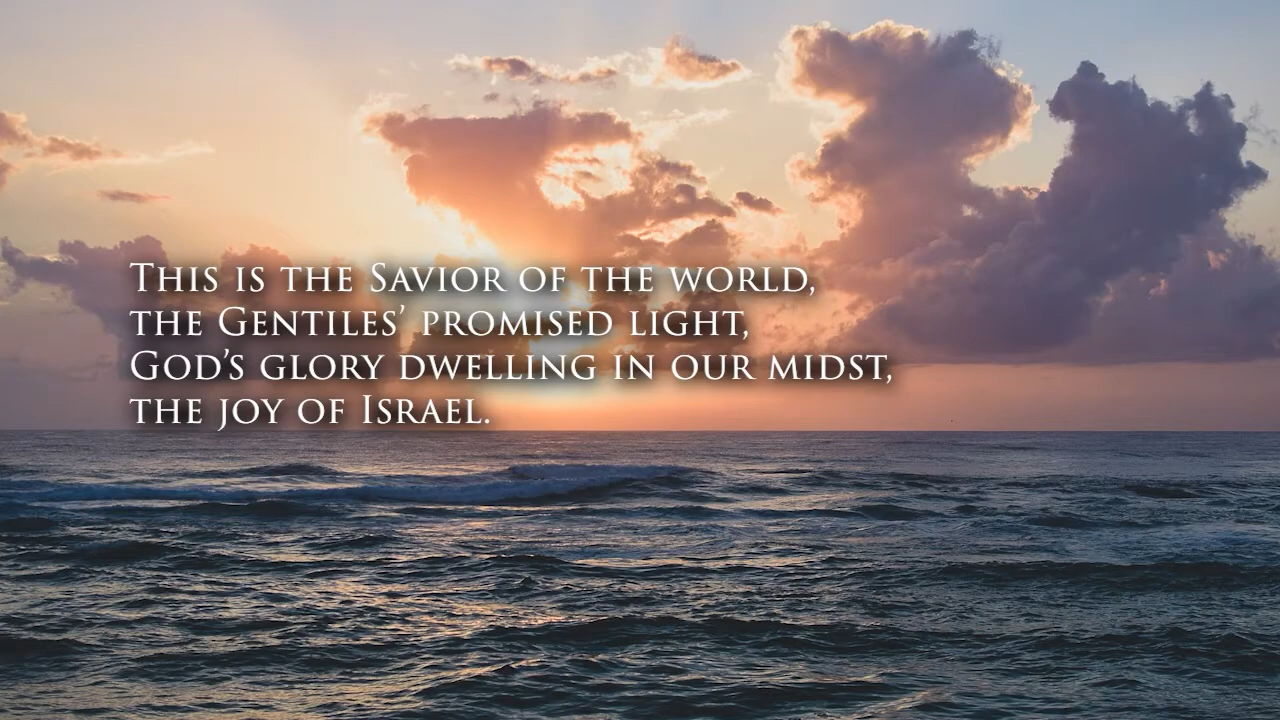 This is the Savior of the world,
the Gentiles’ promised light,
God’s glory dwelling in our midst,
the joy of Israel.